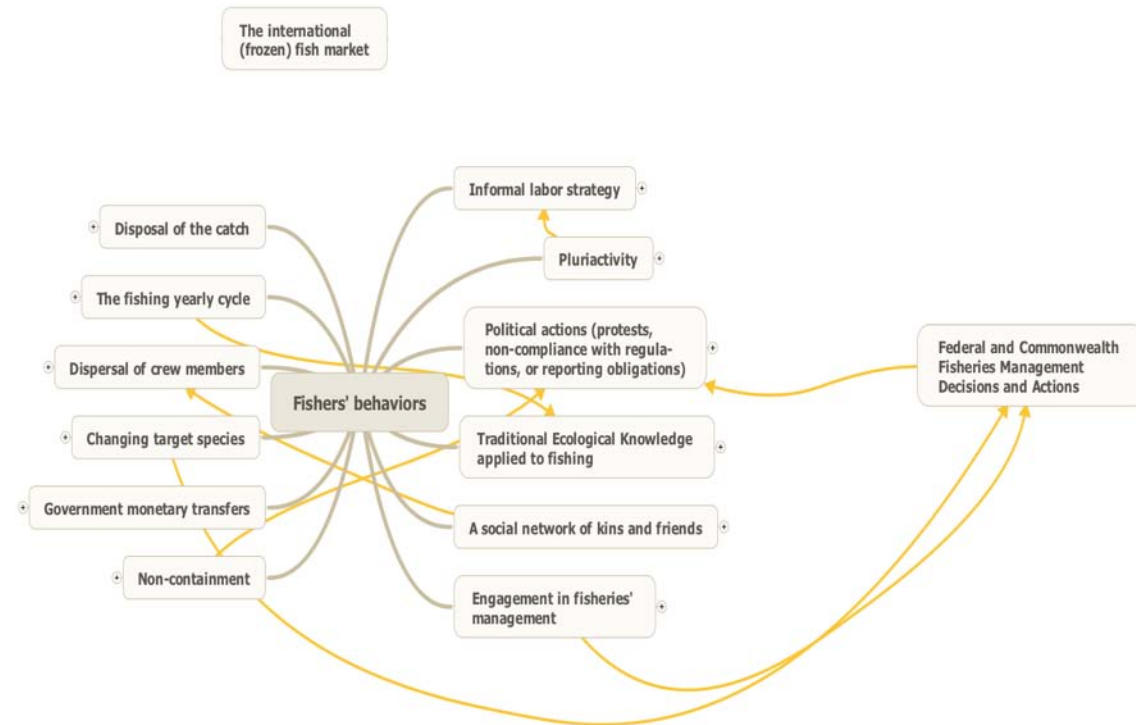 The international
(frozen) fish market
Informal labor strategy
Disposal of the catch
Pluriactivity
The fishing yearly cycle
Political actions (protests,
non-compliance with regula-
tions, or reporting obligations)
Federal and Commonwealth
Fisheries Management
Decisions and Actions
Dispersal of crew members
Fishers' behaviors
Changing target species
Traditional Ecological Knowledge
applied to fishing
Government monetary transfers
A social network of kins and friends
Non-containment
Engagement in fisheries'
management